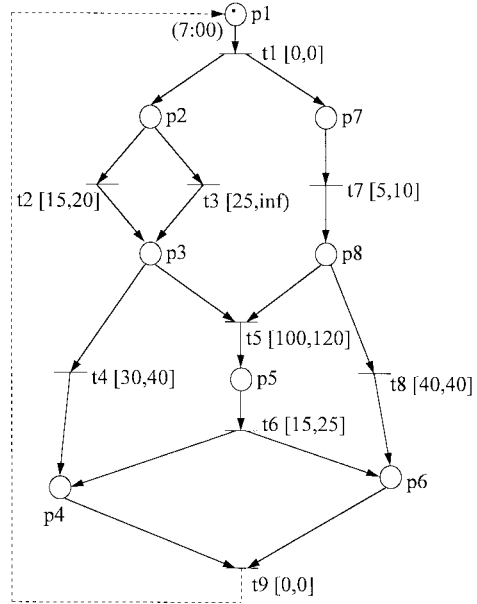 p1
(7:00)
t1 [0,0]
p2
p7
t2 [15,20]
t3 [25,inf)
t7 [5,10]
p3
p8
t5 [100,120]
t4 [30,40]
p5
t8 [40,40]
t6 [15,25]
p4
p6
t9 [0,0]